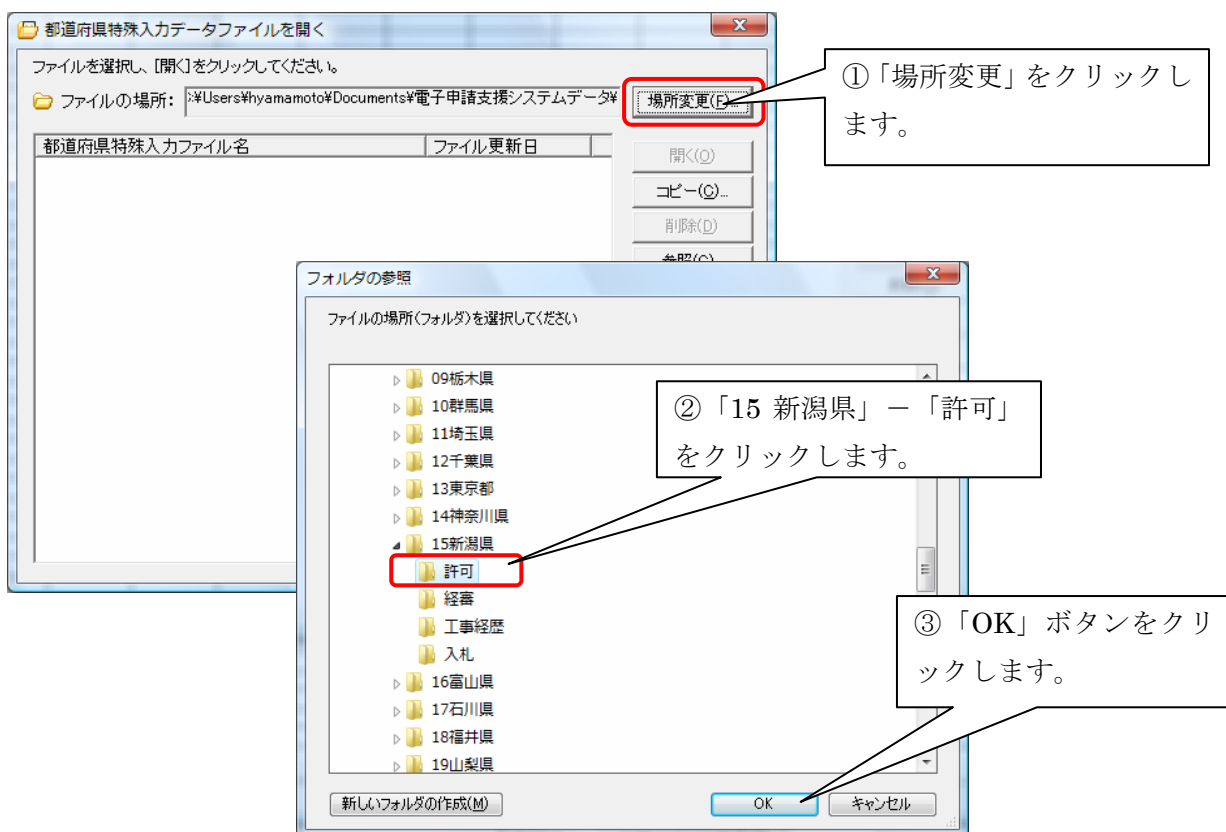 都道府県特殊入力データファイルを開く
ファイルを選択し、[開く]をクリックしてください。
ファイルの場所: :¥Users¥hyamamoto¥Documents¥電子申請支援システムデータ¥
場所変更(F)...
都道府県特殊入力ファイル名 ファイル更新日
開く(O)
コピー(C)...
削除(D)
①「場所変更」をクリックし
ます。
フォルダの参照
ファイルの場所(フォルダ)を選択してください
09栃木県
10群馬県
11埼玉県
12千葉県
13東京都
14神奈川県
15新潟県
許可
経審
工事経歴
入札
16富山県
17石川県
18福井県
19山梨県
②「15 新潟県」－「許可」
をクリックします。
③「OK」ボタンをクリ
ックします。
新しいフォルダの作成(M)
OK
キャンセル